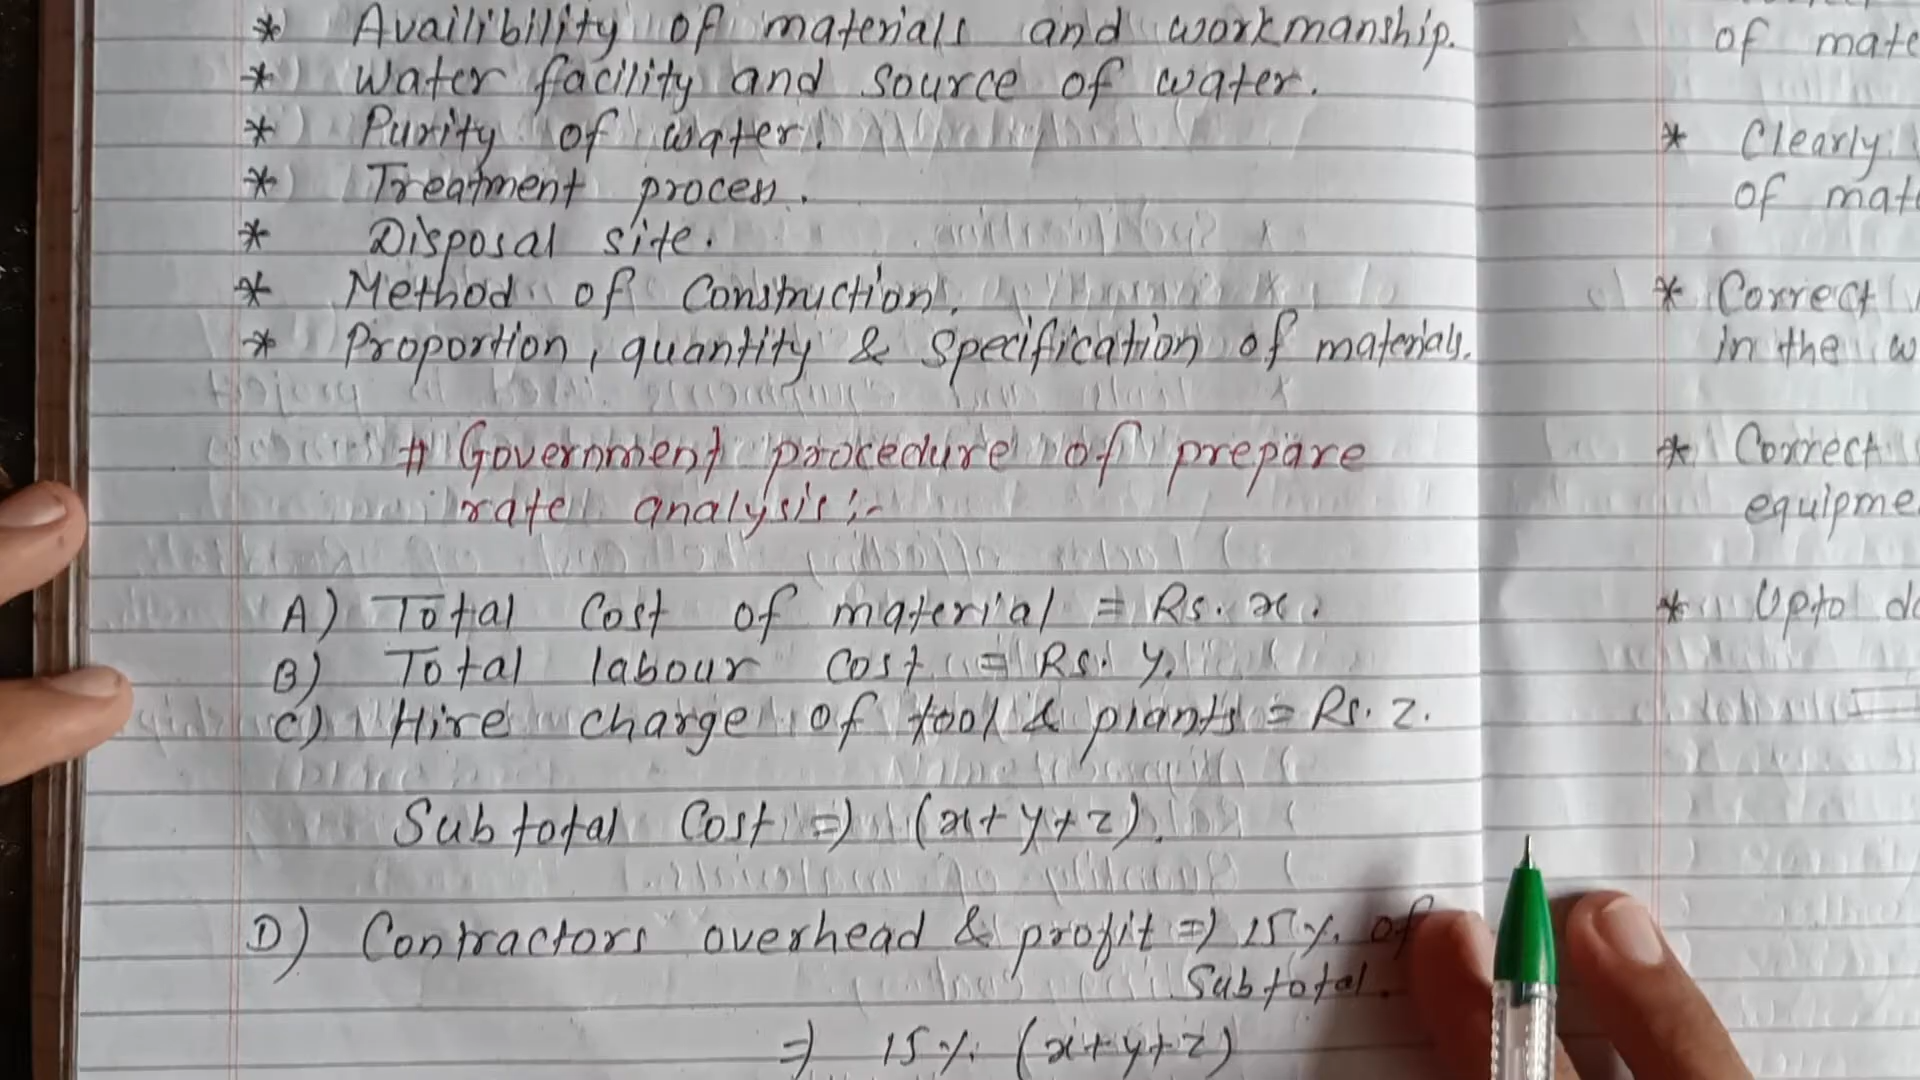 * Availibility of materials and workmanship.
* Water facility and source of water.
* Purity of water.
* Treatment process.
* Disposal site.
* Method of Construction.
* Proportion, quantity & specification of materials.
# Government procedure of prepare
rate analysis :-
A) Total Cost of material = Rs. x.
B) Total labour cost = Rs. y.
C) Hire charge of tool & plants = Rs. z.
Subtotal Cost => (x+y+z).
D) Contractors overhead & profit => 15 %. of
Subtotal.
=> 15 %. (x+y+z)
of mate
* Clearly
of mate
* Correct
in the w
* Correct
equipme
* Upto da